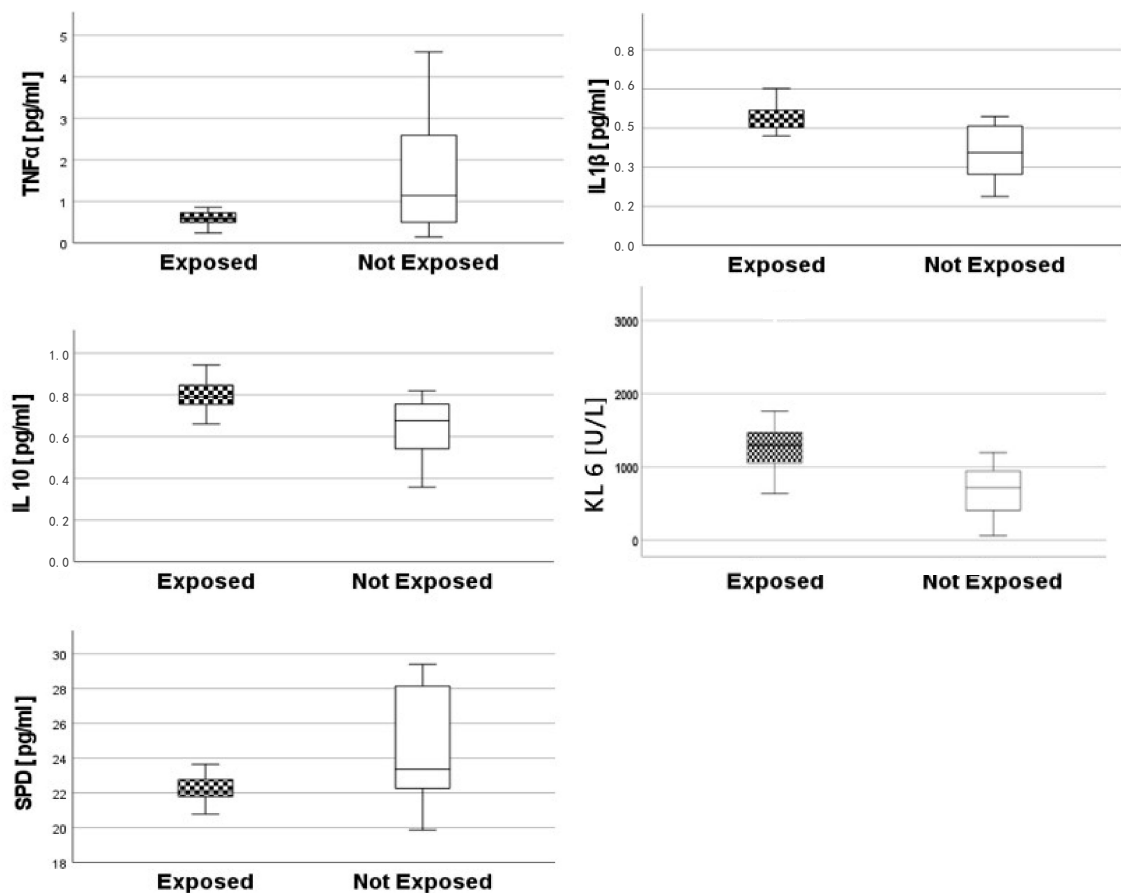 TNFα [pg/ml]
5
4
3
2
1
0
Exposed Not Exposed
IL1β [pg/ml]
0.8
0.6
0.5
0.3
0.2
0.0
Exposed Not Exposed
IL 10 [pg/ml]
1.0
0.8
0.6
0.4
0.2
0.0
Exposed Not Exposed
KL 6 [U/L]
3000
2000
1000
0
Exposed Not Exposed
SPD [pg/ml]
30
28
26
24
22
20
18
Exposed Not Exposed